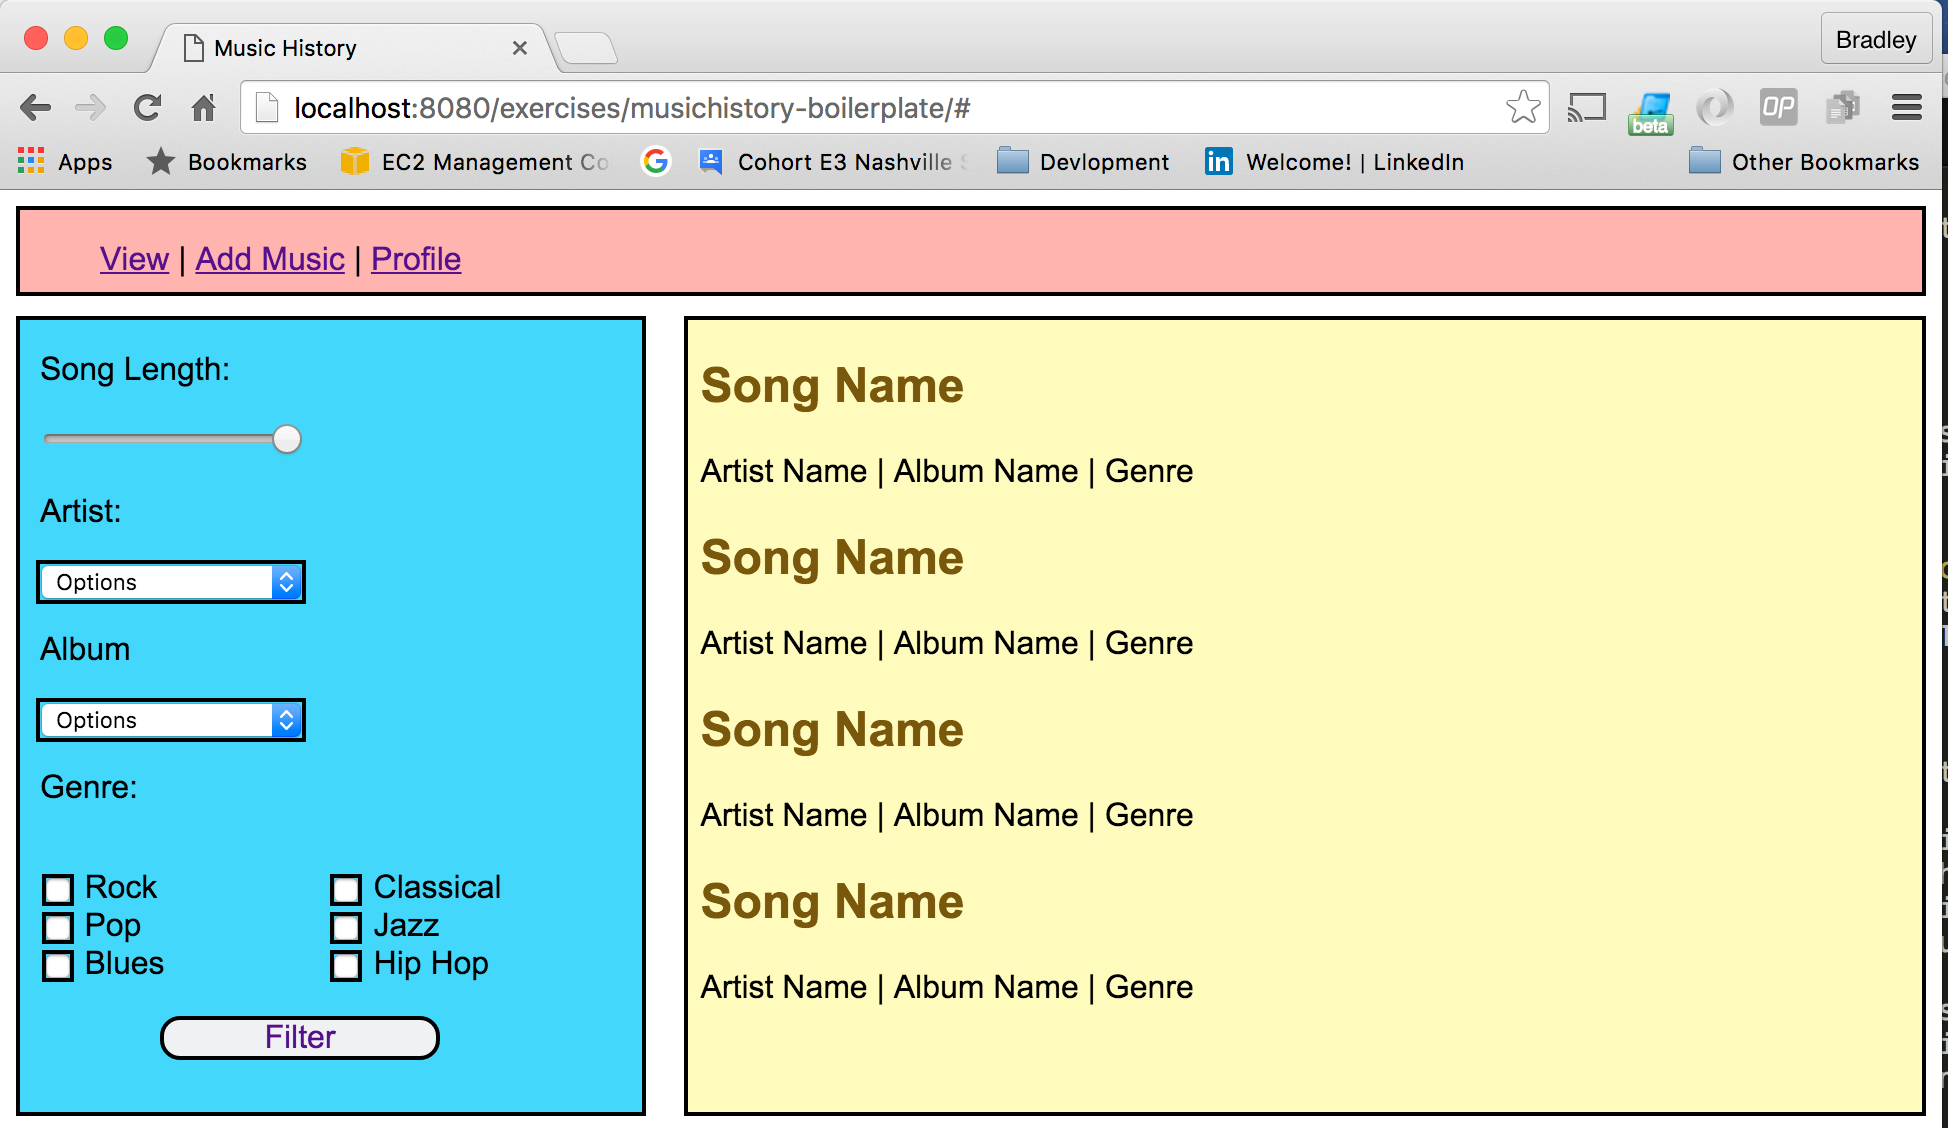 Music History
Bradley
localhost:8080/exercises/musichistory-boilerplate/#
OP
beta
Apps
Bookmarks
EC2 Management Co
G
Cohort E3 Nashville
Devlopment
in
Welcome! | LinkedIn
Other Bookmarks
View | Add Music | Profile
Song Length:
Artist:
Options
Album
Options
Genre:
Rock
Classical
Pop
Jazz
Blues
Hip Hop
Filter
Song Name
Artist Name | Album Name | Genre
Song Name
Artist Name | Album Name | Genre
Song Name
Artist Name | Album Name | Genre
Song Name
Artist Name | Album Name | Genre